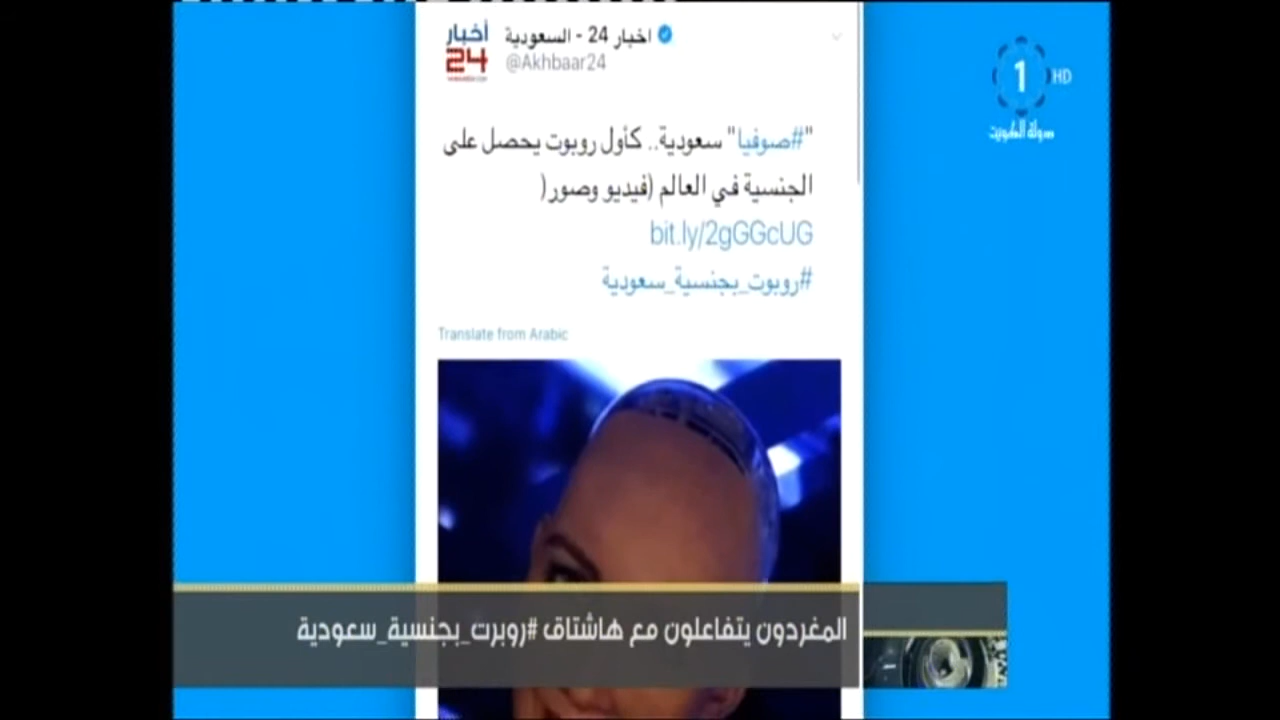 أخبار
24
اخبار 24 - السعودية
@Akhbaar24
"#صوفيا" سعودية.. كأول روبوت يحصل على
الجنسية في العالم (فيديو وصور(
bit.ly/2gGGcUG
#روبوت_بجنسية_سعودية
Translate from Arabic
1 HD
دولة الكويت
المغردون يتفاعلون مع هاشتاق #روبرت_بجنسية_سعودية